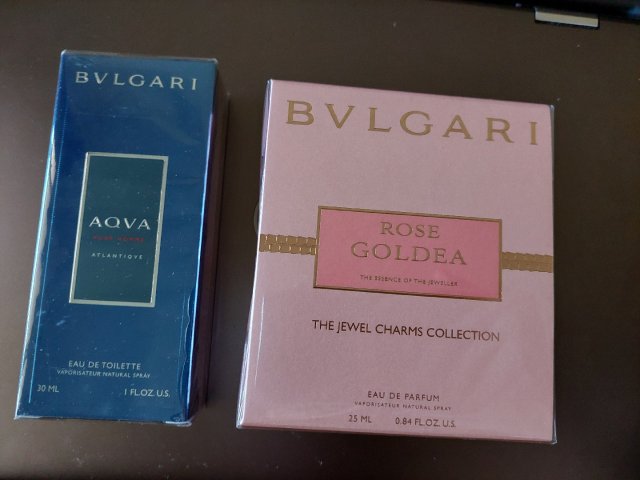 BVLGARI
AQVA
POUR HOMME
ATLANTIQVE
EAU DE TOILETTE
VAPORISATEUR NATURAL SPRAY
30 ML 1 FL.OZ. U.S.
BVLGARI
ROSE
GOLDEA
THE ESSENCE OF THE JEWELLER
THE JEWEL CHARMS COLLECTION
EAU DE PARFUM
VAPORISATEUR NATURAL SPRAY
25 ML 0.84 FL.OZ. U.S.